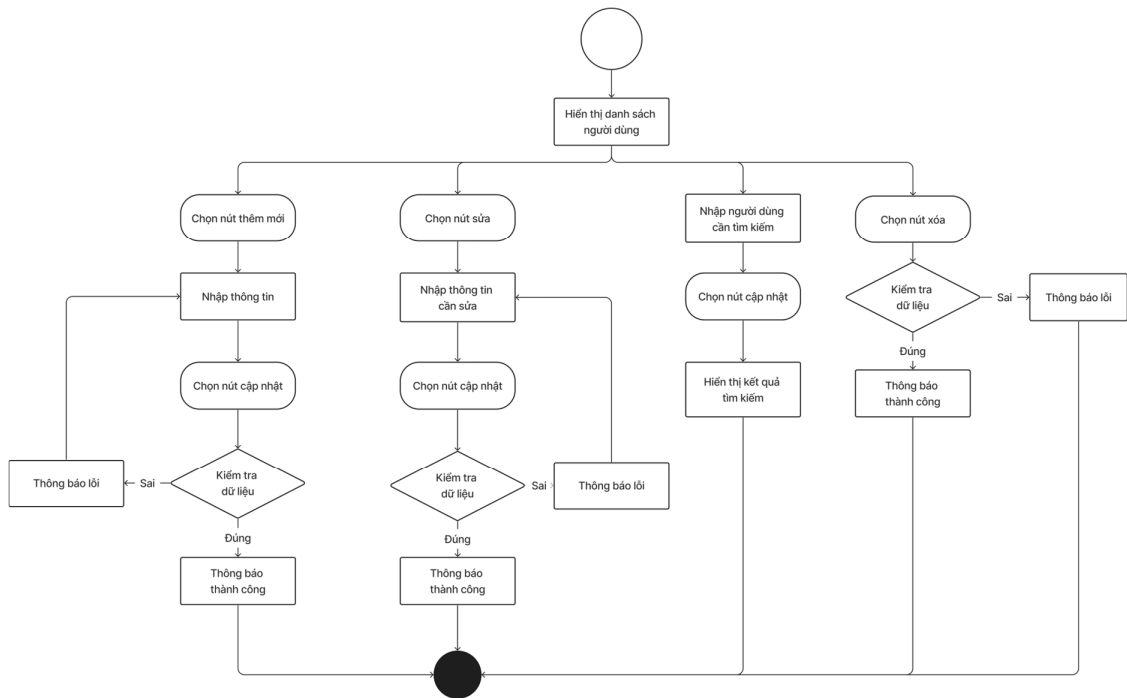 Hiển thị danh sách
người dùng
Chọn nút thêm mới
Chọn nút sửa
Nhập người dùng
cần tìm kiếm
Chọn nút xóa
Nhập thông tin
Nhập thông tin
cần sửa
Chọn nút cập nhật
Kiểm tra
dữ liệu
Sai
Thông báo lỗi
Đúng
Chọn nút cập nhật
Chọn nút cập nhật
Hiển thị kết quả
tìm kiếm
Thông báo
thành công
Thông báo lỗi
Sai
Kiểm tra
dữ liệu
Kiểm tra
dữ liệu
Sai
Thông báo lỗi
Đúng
Đúng
Thông báo
thành công
Thông báo
thành công